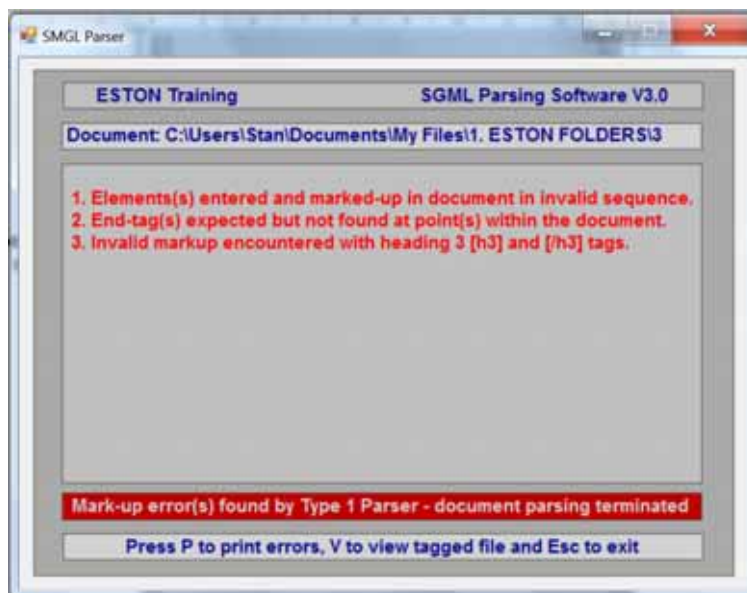 SMGL Parser
ESTON Training SGML Parsing Software V3.0
Document: C:\Users\Stan\Documents\My Files\1. ESTON FOLDERS\3
1. Elements(s) entered and marked-up in document in invalid sequence.
2. End-tag(s) expected but not found at point(s) within the document.
3. Invalid markup encountered with heading 3 [h3] and [/h3] tags.
Mark-up error(s) found by Type 1 Parser - document parsing terminated
Press P to print errors, V to view tagged file and Esc to exit